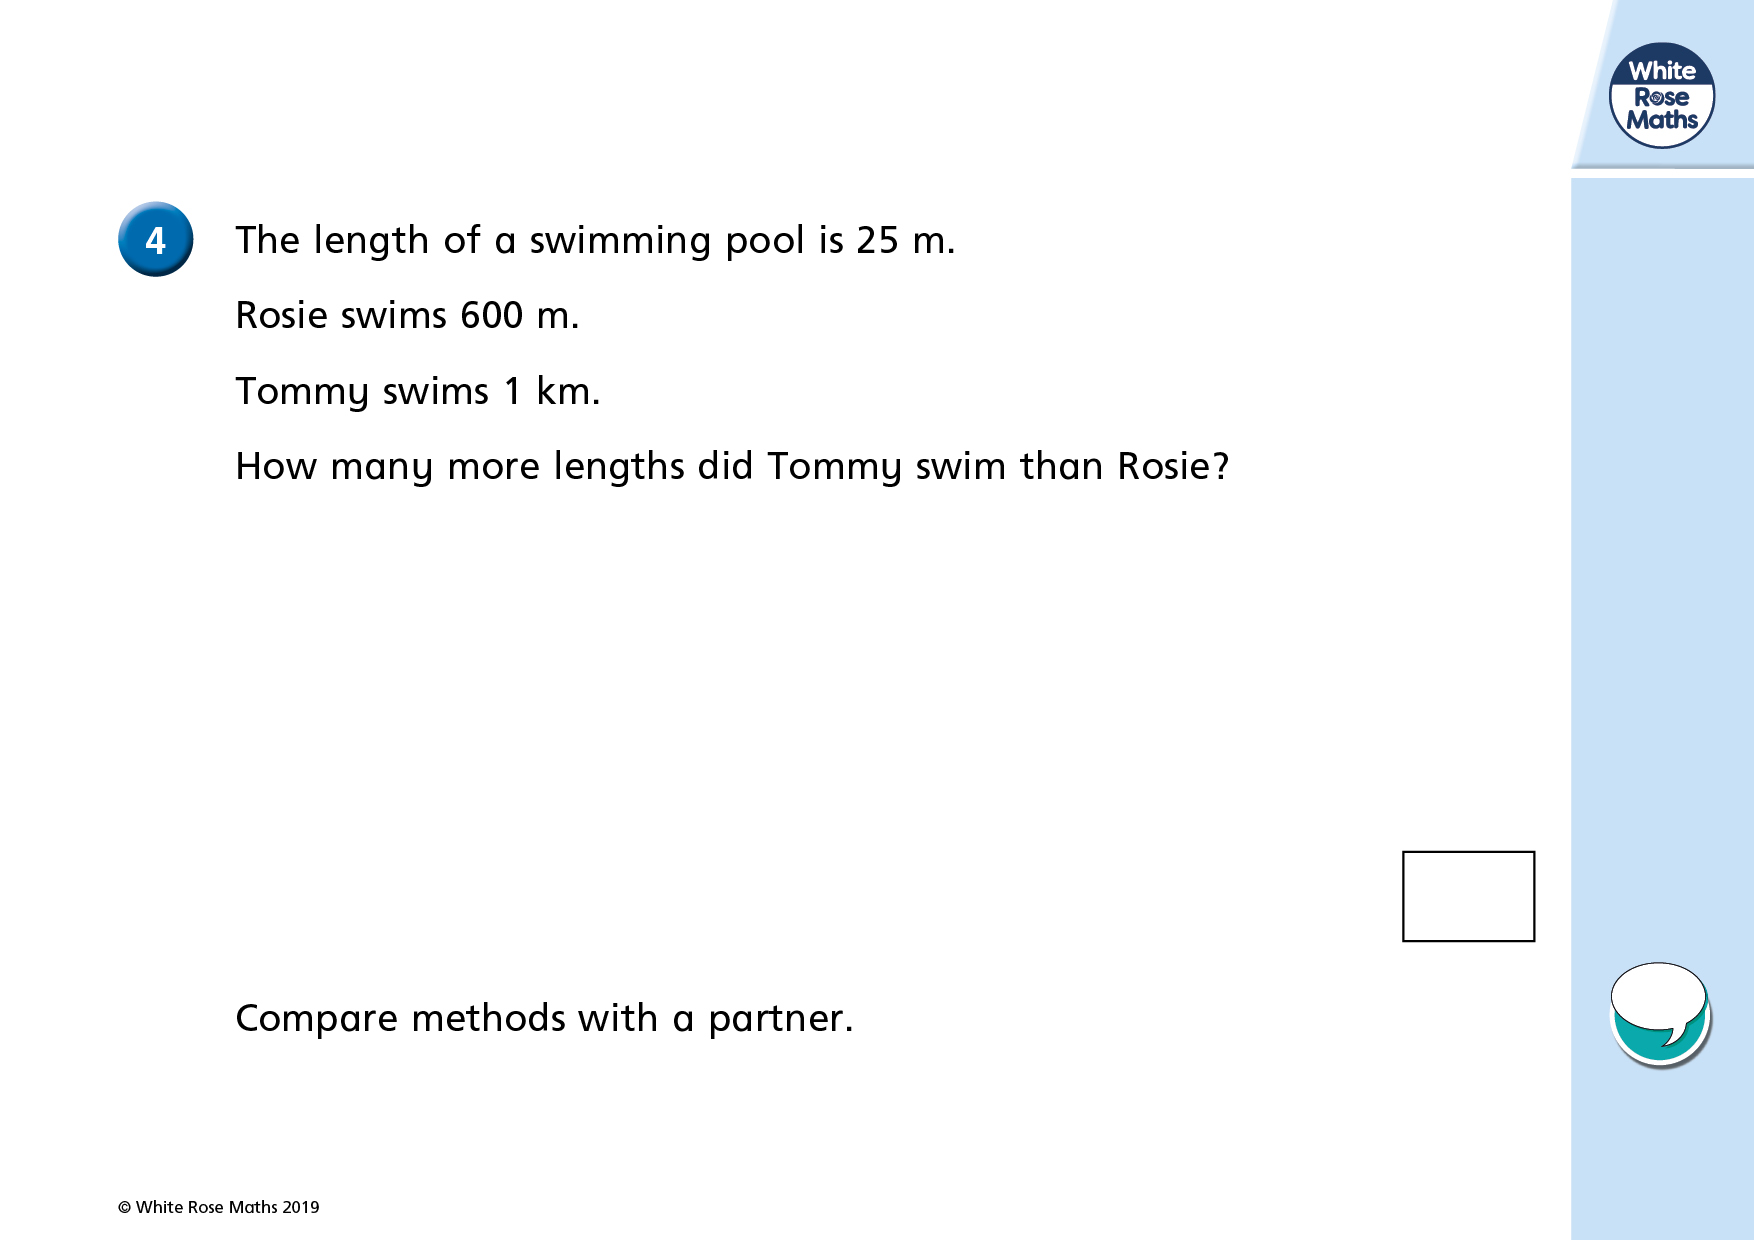 White
Rose
Maths
4 The length of a swimming pool is 25 m.
Rosie swims 600 m.
Tommy swims 1 km.
How many more lengths did Tommy swim than Rosie?
Compare methods with a partner.
© White Rose Maths 2019